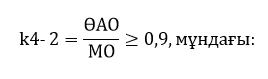 k4- 2 = ӨАО / МО ≥ 0,9, мұндағы: